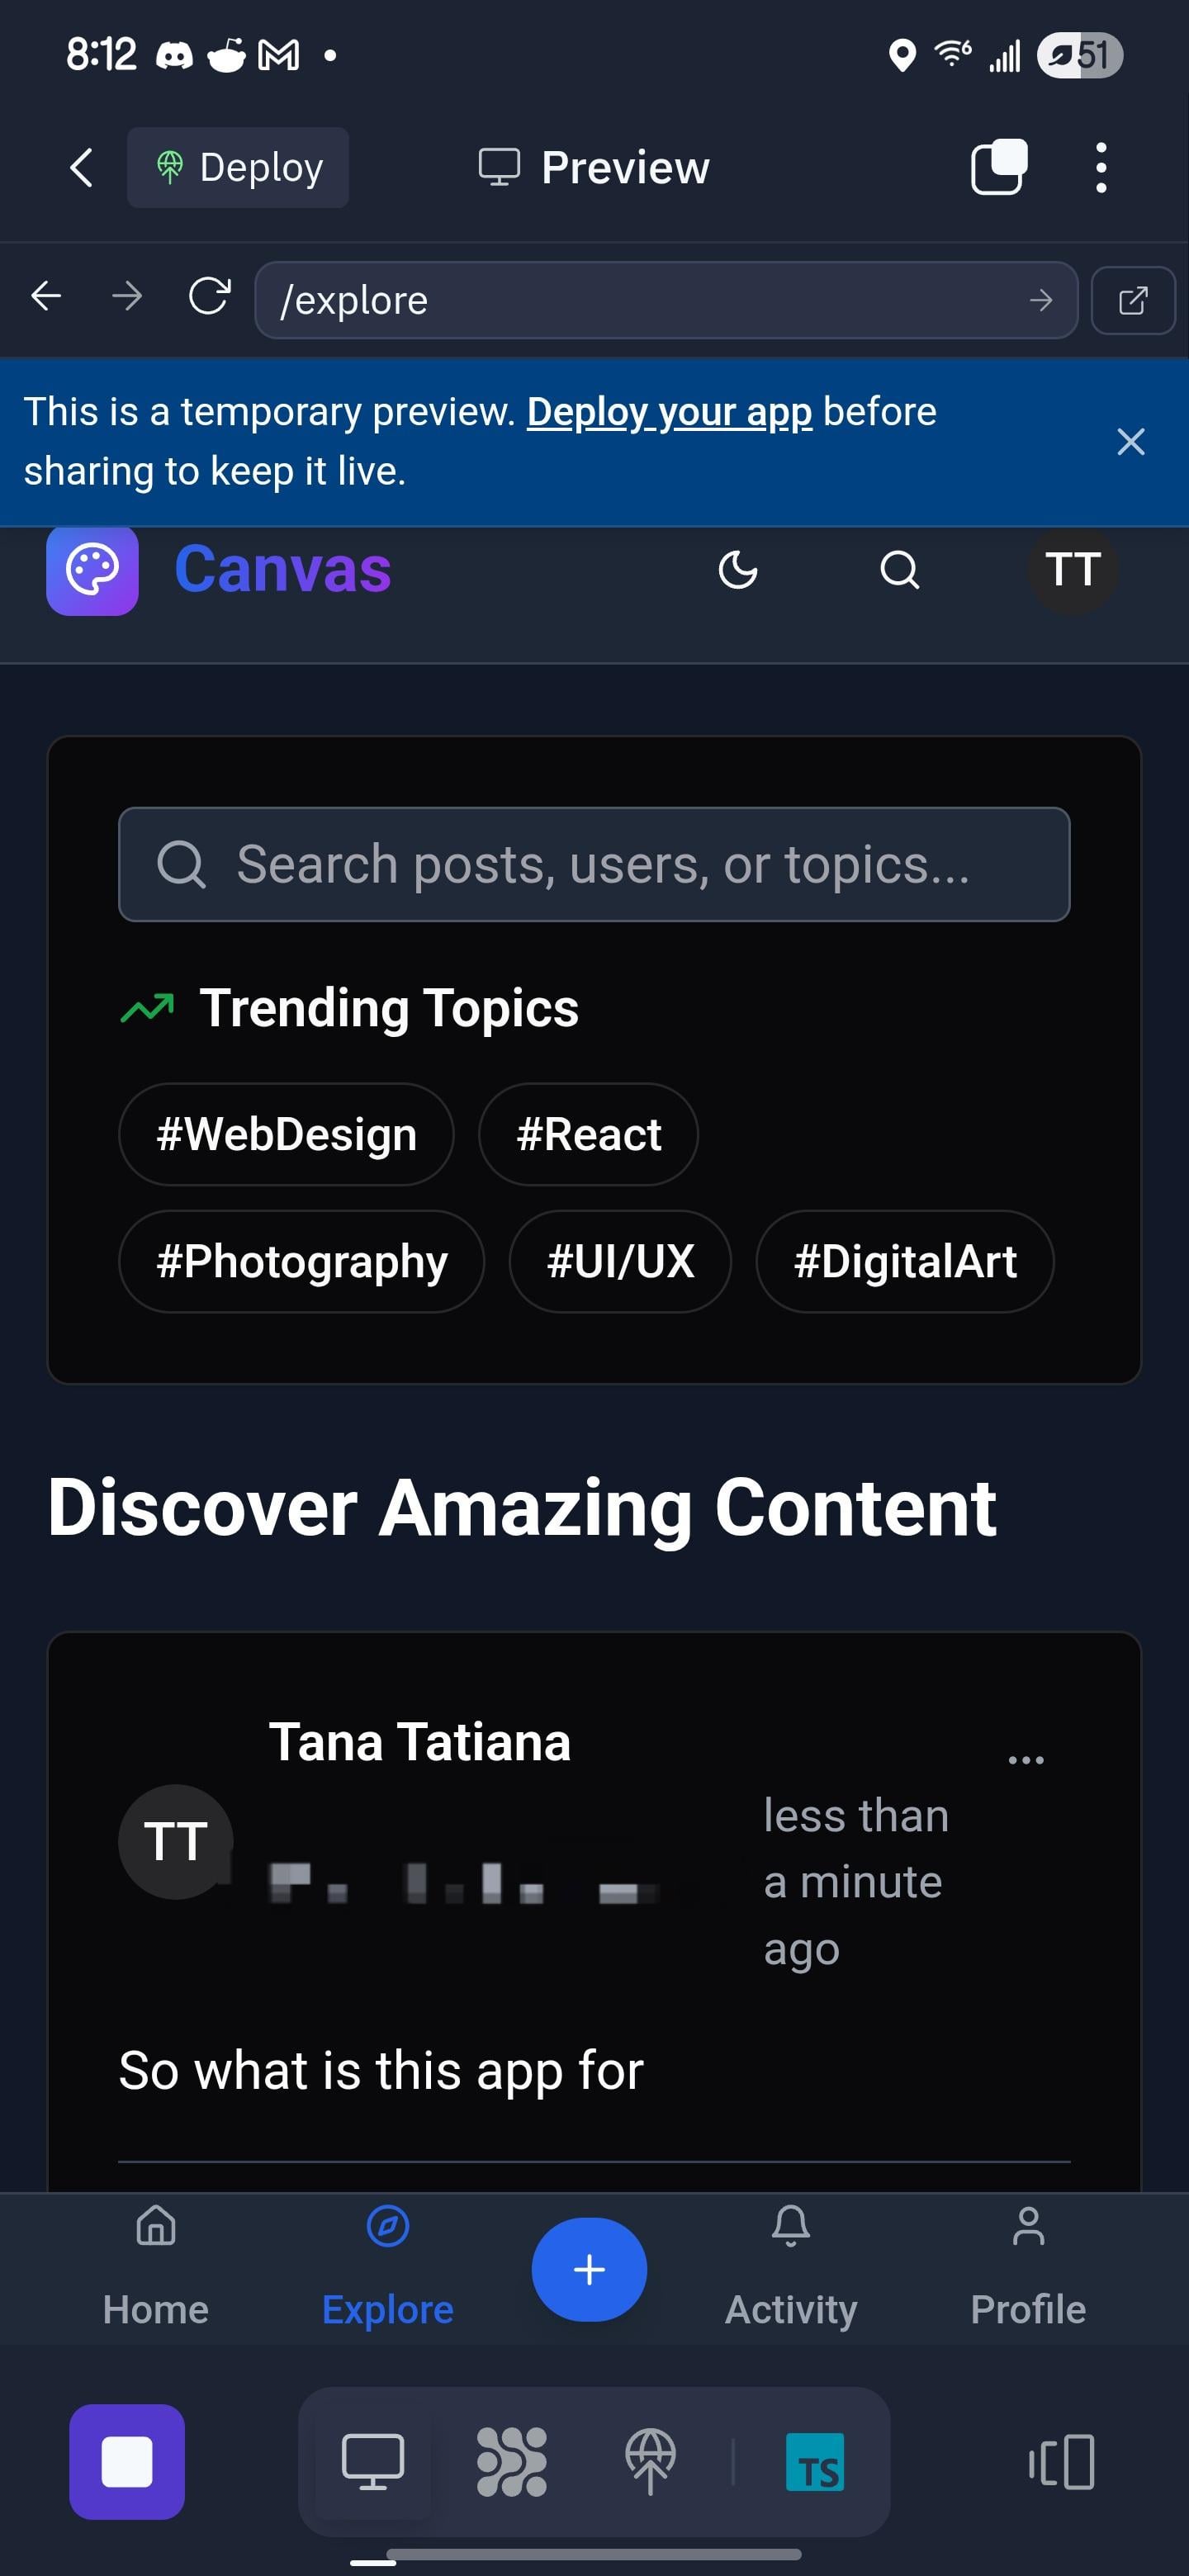 8:12
51
Deploy
Preview
/explore
This is a temporary preview. Deploy your app before
sharing to keep it live.
Canvas
TT
Search posts, users, or topics...
Trending Topics
#WebDesign #React
#Photography #UI/UX #DigitalArt
Discover Amazing Content
Tana Tatiana
...
TT
less than
a minute
ago
So what is this app for
Home Explore + Activity Profile
TS